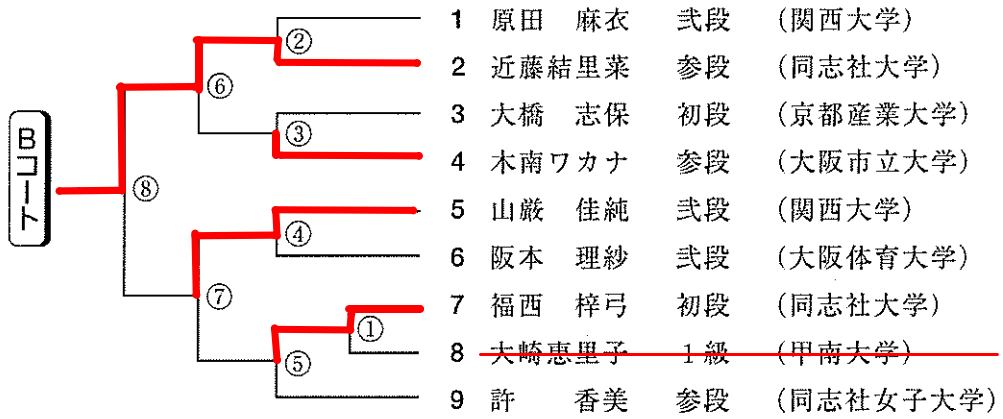 Bコート
1 原田 麻衣 弐段 (関西大学)
2 近藤結里菜 参段 (同志社大学)
3 大橋 志保 初段 (京都産業大学)
4 木南ワカナ 参段 (大阪市立大学)
5 山厳 佳純 弐段 (関西大学)
6 阪本 理紗 弐段 (大阪体育大学)
7 福西 梓弓 初段 (同志社大学)
8 大崎恵里子 1級 (甲南大学)
9 許 香美 参段 (同志社女子大学)
②
⑥
③
⑧
④
⑦
①
⑤